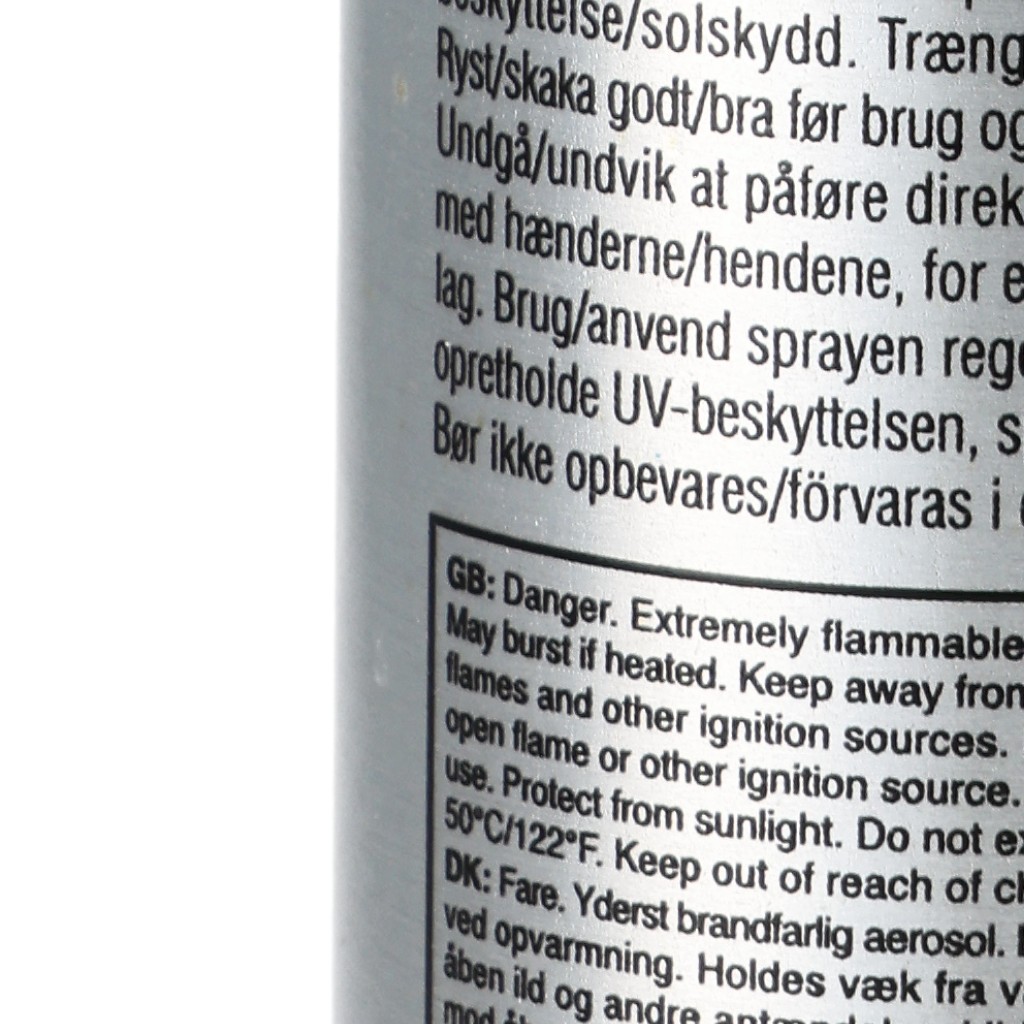 beskyttelse/solskydd. Træng
Ryst/skaka godt/bra før brug og
Undgå/undvik at påføre direk
med hænderne/hendene, for e
lag. Brug/anvend sprayen rege
opretholde UV-beskyttelsen, s
Bør ikke opbevares/förvaras i
GB: Danger. Extremely flammable
May burst if heated. Keep away from
flames and other ignition sources.
open flame or other ignition source.
use. Protect from sunlight. Do not ex
50°C/122°F. Keep out of reach of ch
DK: Fare. Yderst brandfarlig aerosol.
ved opvarmning. Holdes væk fra v
åben ild og andre
mod